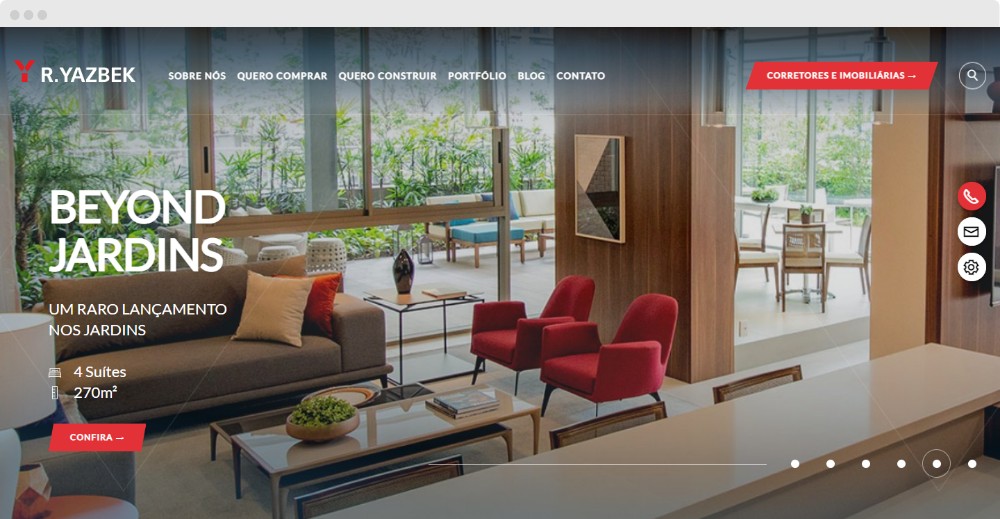 R.YAZBEK
SOBRE NÓS QUERO COMPRAR QUERO CONSTRUIR PORTFÓLIO BLOG CONTATO
CORRETORES E IMOBILIÁRIAS →
BEYOND
JARDINS
UM RARO LANÇAMENTO
NOS JARDINS
4 Suítes
270m²
CONFIRA →